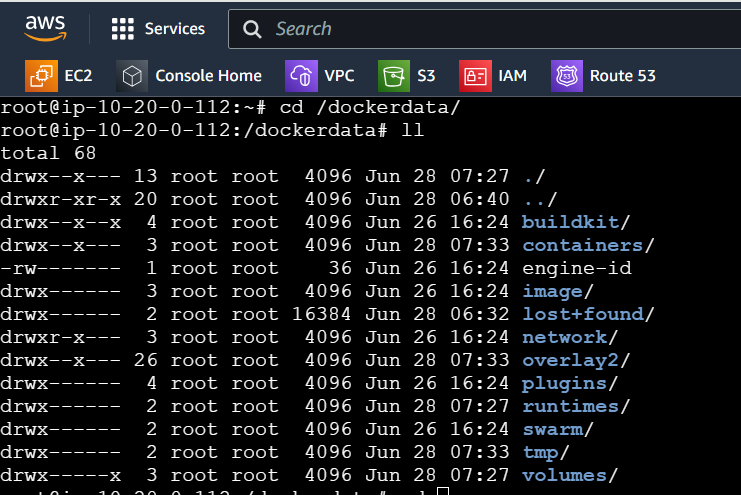 aws
Services
Search
EC2 Console Home VPC S3 IAM Route 53
root@ip-10-20-0-112:~# cd /dockerdata/
root@ip-10-20-0-112:/dockerdata# ll
total 68
drwx--x--- 13 root root  4096 Jun 28 07:27 ./
drwxr-xr-x 20 root root  4096 Jun 28 06:40 ../
drwx--x--x  4 root root  4096 Jun 26 16:24 buildkit/
drwx--x---  3 root root  4096 Jun 28 07:33 containers/
-rw-------  1 root root    36 Jun 26 16:24 engine-id
drwx------  3 root root  4096 Jun 26 16:24 image/
drwx------  2 root root 16384 Jun 28 06:32 lost+found/
drwxr-x---  3 root root  4096 Jun 26 16:24 network/
drwx--x--- 26 root root  4096 Jun 28 07:33 overlay2/
drwx------  4 root root  4096 Jun 26 16:24 plugins/
drwx------  2 root root  4096 Jun 28 07:27 runtimes/
drwx------  2 root root  4096 Jun 26 16:24 swarm/
drwx------  2 root root  4096 Jun 28 07:33 tmp/
drwx-----x  3 root root  4096 Jun 28 07:27 volumes/